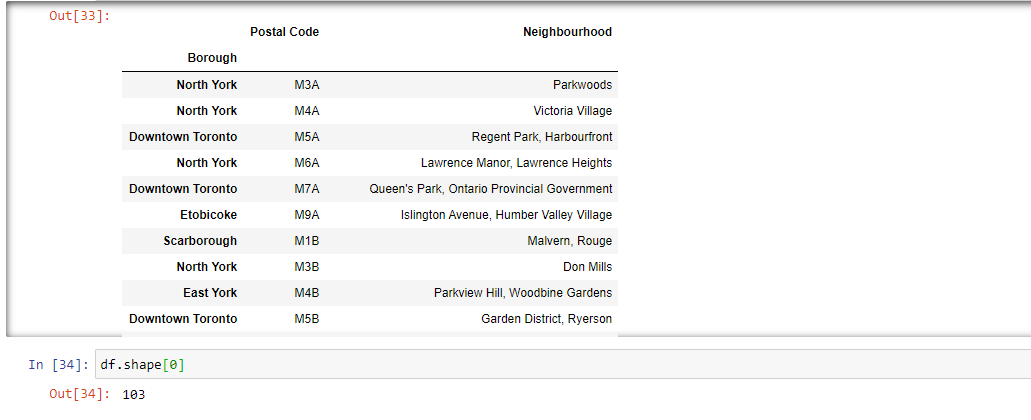 Out[33]:
Postal Code Neighbourhood
Borough
North York M3A Parkwoods
North York M4A Victoria Village
Downtown Toronto M5A Regent Park, Harbourfront
North York M6A Lawrence Manor, Lawrence Heights
Downtown Toronto M7A Queen's Park, Ontario Provincial Government
Etobicoke M9A Islington Avenue, Humber Valley Village
Scarborough M1B Malvern, Rouge
North York M3B Don Mills
East York M4B Parkview Hill, Woodbine Gardens
Downtown Toronto M5B Garden District, Ryerson
In [34]: df.shape[0]
Out[34]: 103